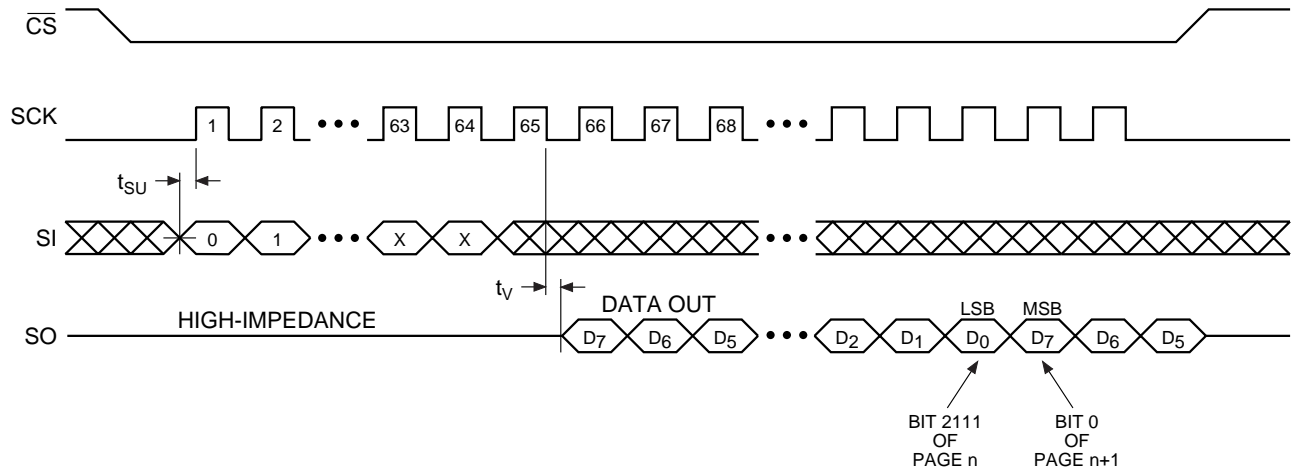 CS
SCK 1 2 ••• 63 64 65 66 67 68 •••
tSU
SI 0 1 ••• X X •••
tV
DATA OUT
LSB MSB
HIGH-IMPEDANCE
SO D7 D6 D5 ••• D2 D1 D0 D7 D6 D5
BIT 2111
OF
PAGE n
BIT 0
OF
PAGE n+1